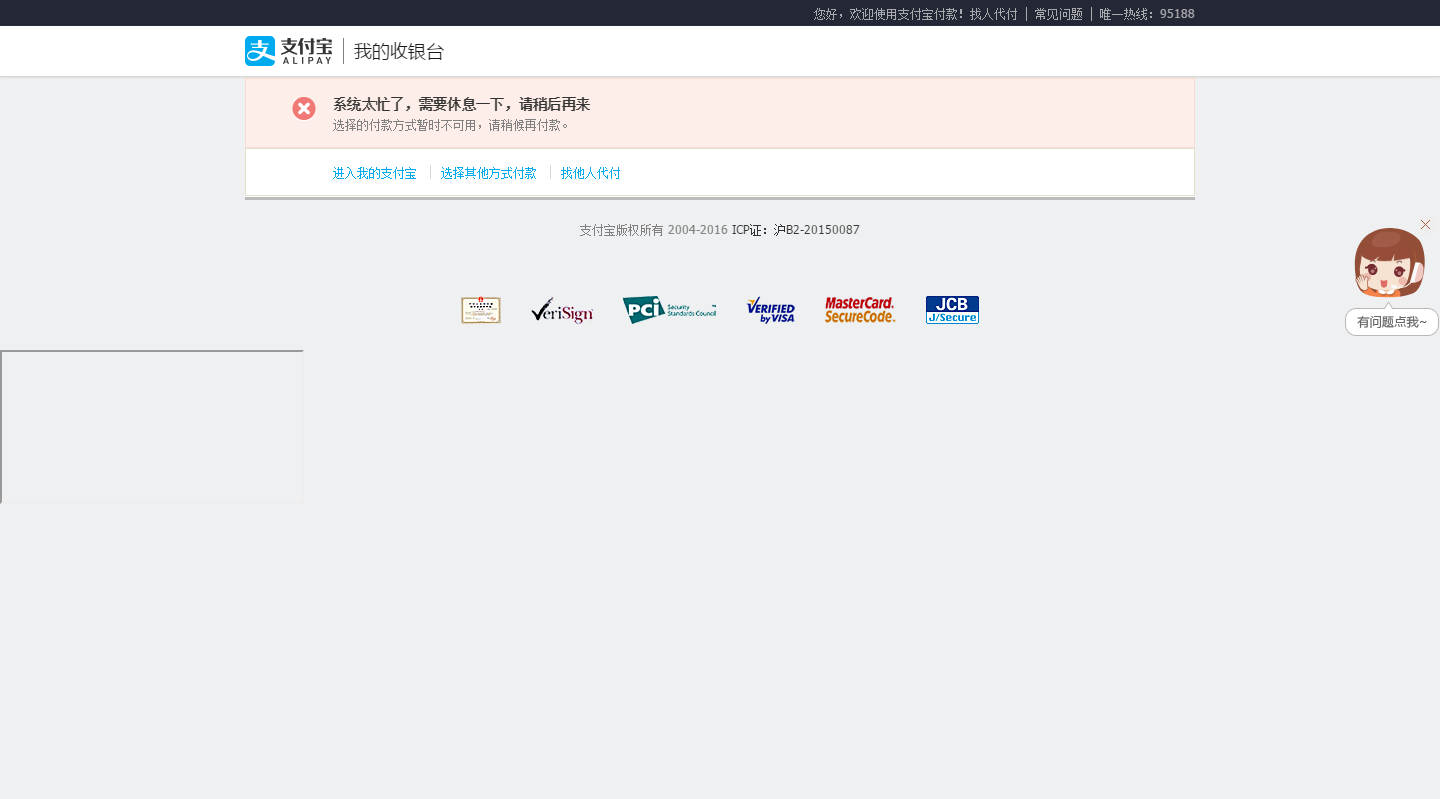 您好，欢迎使用支付宝付款！找人代付 | 常见问题 | 唯一热线：95188
支 支付宝 ALIPAY | 我的收银台
系统太忙了，需要休息一下，请稍后再来
选择的付款方式暂时不可用，请稍候再付款。
进入我的支付宝 | 选择其他方式付款 | 找他人代付
支付宝版权所有 2004-2016 ICP证：沪B2-20150087
VeriSign
PCi Security Standards Council
VERIFIED by VISA
MasterCard. SecureCode.
JCB J/Secure
有问题点我~